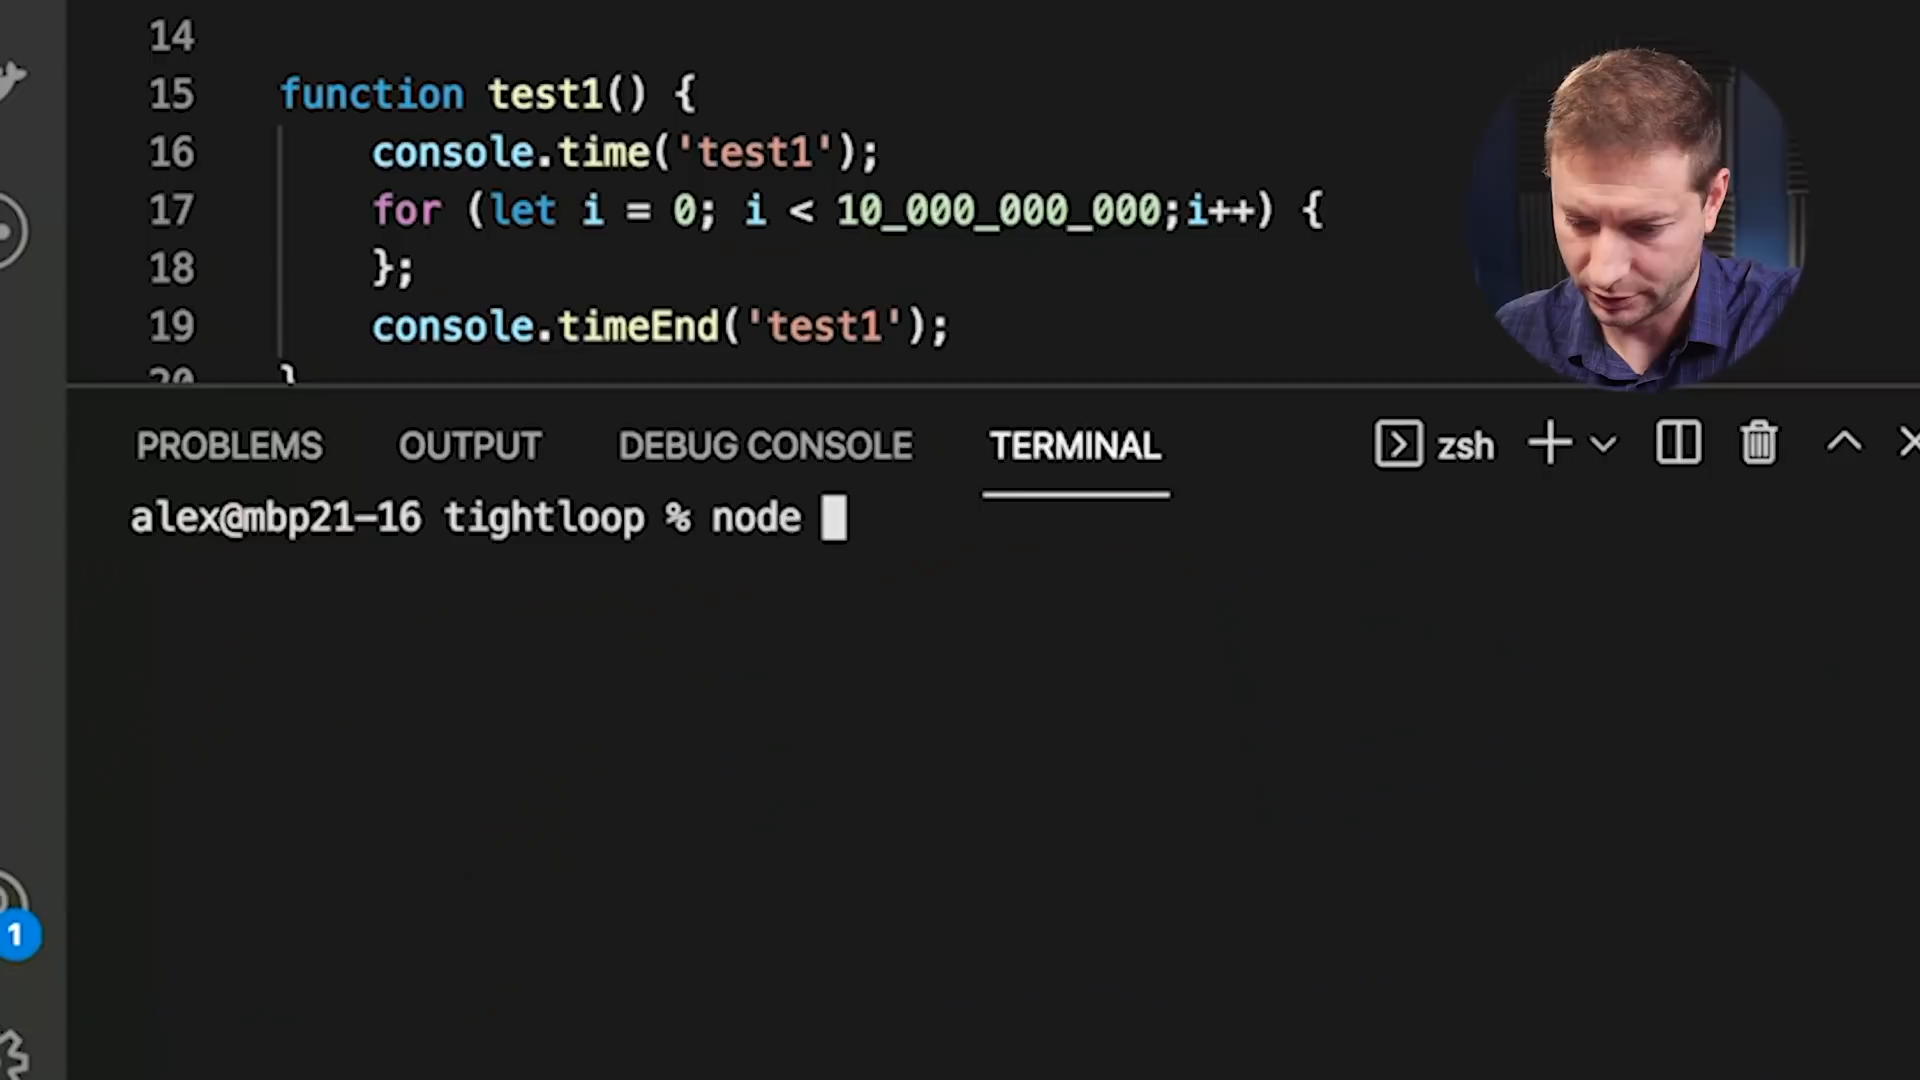 14
15 function test1() {
16 console.time('test1');
17 for (let i = 0; i < 10_000_000_000;i++) {
18 };
19 console.timeEnd('test1');
20 }
PROBLEMS OUTPUT DEBUG CONSOLE TERMINAL zsh
alex@mbp21-16 tightloop % node
1